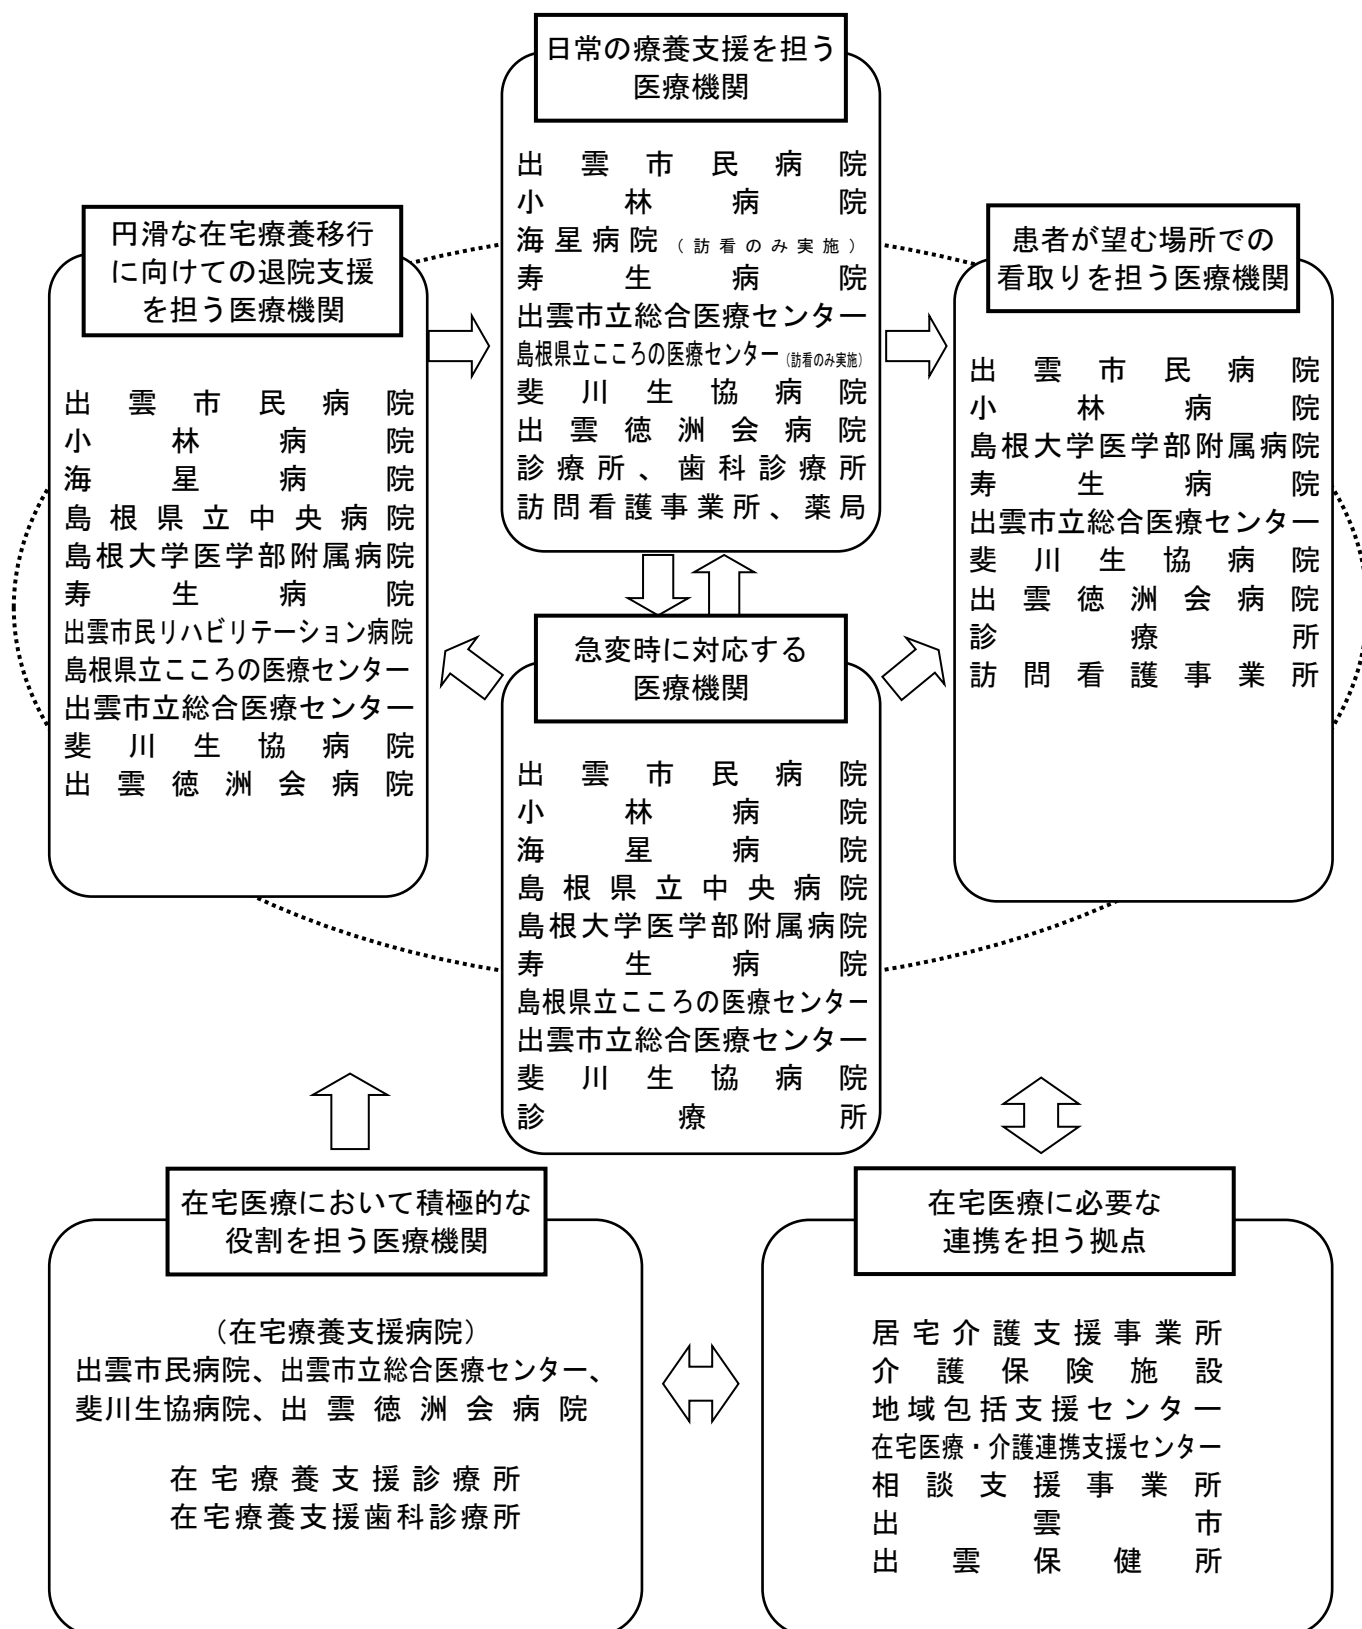 日常の療養支援を担う
医療機関
出雲市民病院
小林病院
海星病院（訪看のみ実施）
寿生病院
出雲市立総合医療センター
島根県立こころの医療センター（訪看のみ実施）
斐川生協病院
出雲徳洲会病院
診療所、歯科診療所
訪問看護事業所、薬局
円滑な在宅療養移行
に向けての退院支援
を担う医療機関
出雲市民病院
小林病院
海星病院
島根県立中央病院
島根大学医学部附属病院
寿生病院
出雲市民リハビリテーション病院
島根県立こころの医療センター
出雲市立総合医療センター
斐川生協病院
出雲徳洲会病院
患者が望む場所での
看取りを担う医療機関
出雲市民病院
小林病院
島根大学医学部附属病院
寿生病院
出雲市立総合医療センター
斐川生協病院
出雲徳洲会病院
診療所
訪問看護事業所
急変時に対応する
医療機関
出雲市民病院
小林病院
海星病院
島根県立中央病院
島根大学医学部附属病院
寿生病院
島根県立こころの医療センター
出雲市立総合医療センター
斐川生協病院
診療所
在宅医療において積極的な
役割を担う医療機関
（在宅療養支援病院）
出雲市民病院、出雲市立総合医療センター、
斐川生協病院、出雲徳洲会病院
在宅療養支援診療所
在宅療養支援歯科診療所
在宅医療に必要な
連携を担う拠点
居宅介護支援事業所
介護保険施設
地域包括支援センター
在宅医療・介護連携支援センター
相談支援事業所
出雲市
出雲保健所